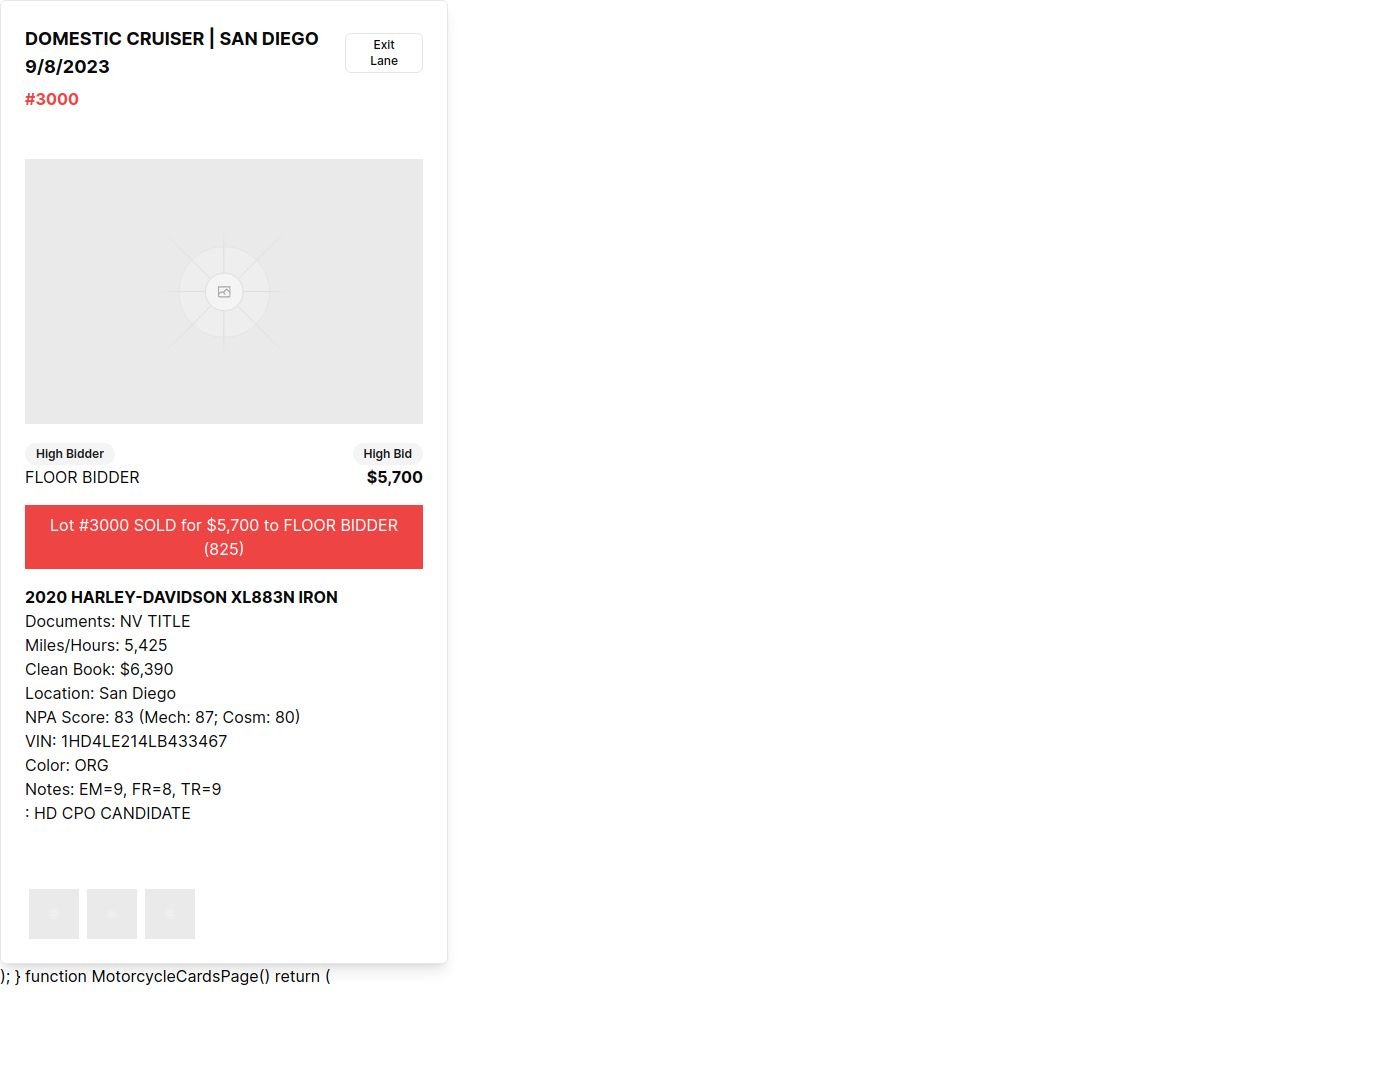 DOMESTIC CRUISER | SAN DIEGO
9/8/2023
Exit
Lane
#3000
High Bidder
High Bid
FLOOR BIDDER
$5,700
Lot #3000 SOLD for $5,700 to FLOOR BIDDER
(825)
2020 HARLEY-DAVIDSON XL883N IRON
Documents: NV TITLE
Miles/Hours: 5,425
Clean Book: $6,390
Location: San Diego
NPA Score: 83 (Mech: 87; Cosm: 80)
VIN: 1HD4LE214LB433467
Color: ORG
Notes: EM=9, FR=8, TR=9
: HD CPO CANDIDATE
); } function MotorcycleCardsPage() return (